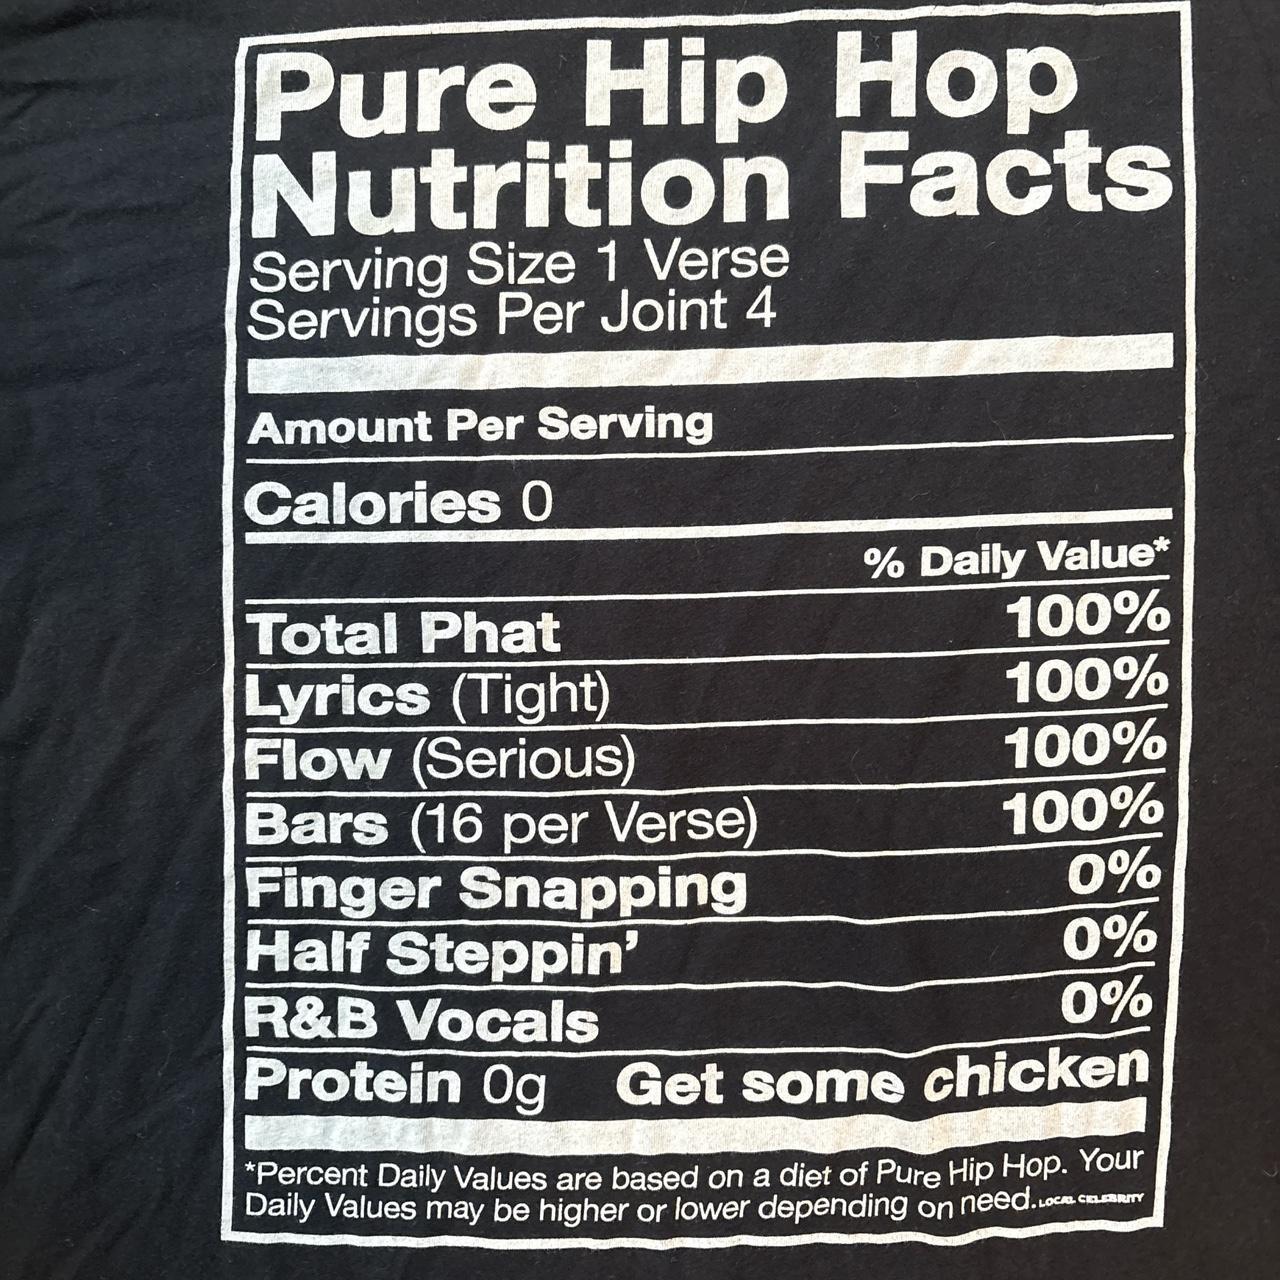 Pure Hip Hop
Nutrition Facts
Serving Size 1 Verse
Servings Per Joint 4
Amount Per Serving
Calories 0
% Daily Value*
Total Phat 100%
Lyrics (Tight) 100%
Flow (Serious) 100%
Bars (16 per Verse) 100%
Finger Snapping 0%
Half Steppin’ 0%
R&B Vocals 0%
Protein 0g Get some chicken
*Percent Daily Values are based on a diet of Pure Hip Hop. Your
Daily Values may be higher or lower depending on need. LOCAL CELEBRITY